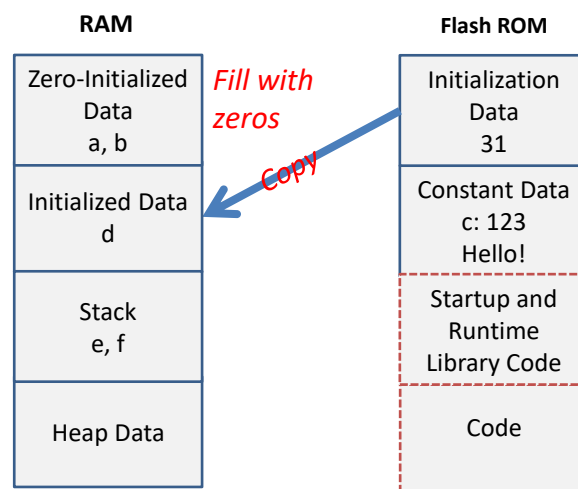 RAM
Zero-Initialized
Data
a, b
Fill with
zeros
Initialized Data
d
Stack
e, f
Heap Data
Copy
Flash ROM
Initialization
Data
31
Constant Data
c: 123
Hello!
Startup and
Runtime
Library Code
Code